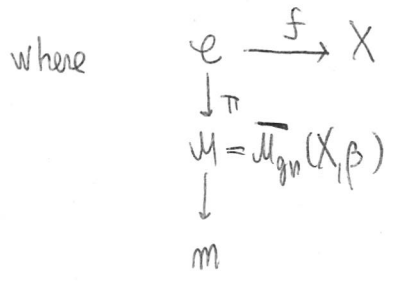 where 𝒞 f→ X
↓ π
M = M̄gn(X,β)
↓
m